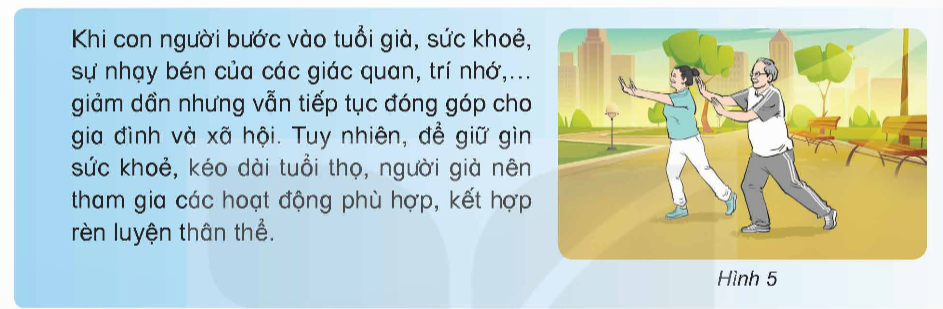 Khi con người bước vào tuổi già, sức khoẻ,
sự nhạy bén của các giác quan, trí nhớ,...
giảm dần nhưng vẫn tiếp tục đóng góp cho
gia đình và xã hội. Tuy nhiên, để giữ gìn
sức khoẻ, kéo dài tuổi thọ, người già nên
tham gia các hoạt động phù hợp, kết hợp
rèn luyện thân thể.
Hình 5